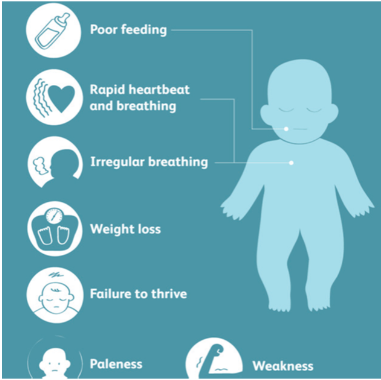 Poor feeding
Rapid heartbeat
and breathing
Irregular breathing
Weight loss
Failure to thrive
Paleness
Weakness